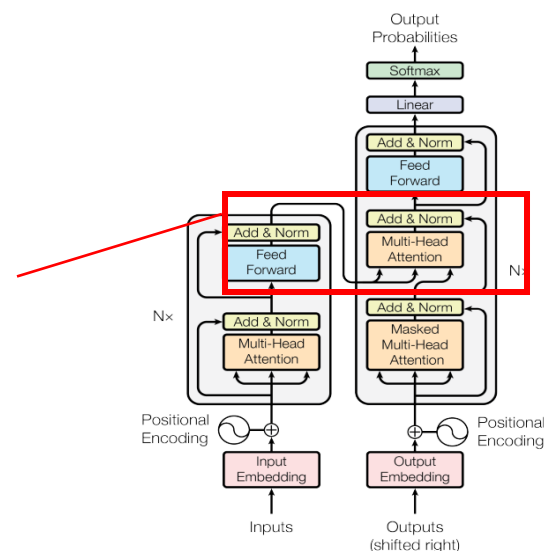 Output
Probabilities
Softmax
Linear
Add & Norm
Feed
Forward
Add & Norm
Multi-Head
Attention
Add & Norm
Feed
Forward
N×
N×
Add & Norm
Masked
Multi-Head
Attention
Add & Norm
Multi-Head
Attention
Positional
Encoding
Positional
Encoding
Input
Embedding
Output
Embedding
Inputs
Outputs
(shifted right)